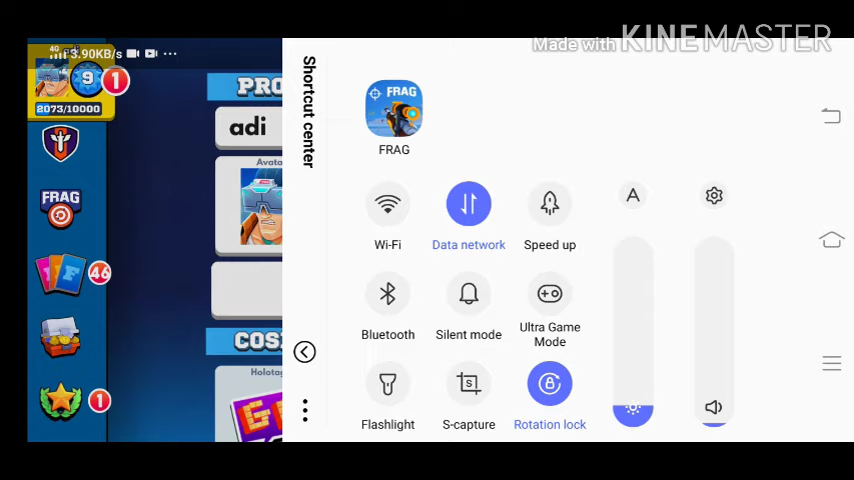 Made with KINEMASTER
4G 3.90KB/s
9
1
2073/10000
FRAG
46
1
PRO
adi
Avata
COS
Holotag
Shortcut center
FRAG
FRAG
Wi-Fi
Data network
Speed up
A
Bluetooth
Silent mode
Ultra Game
Mode
Flashlight
S-capture
Rotation lock